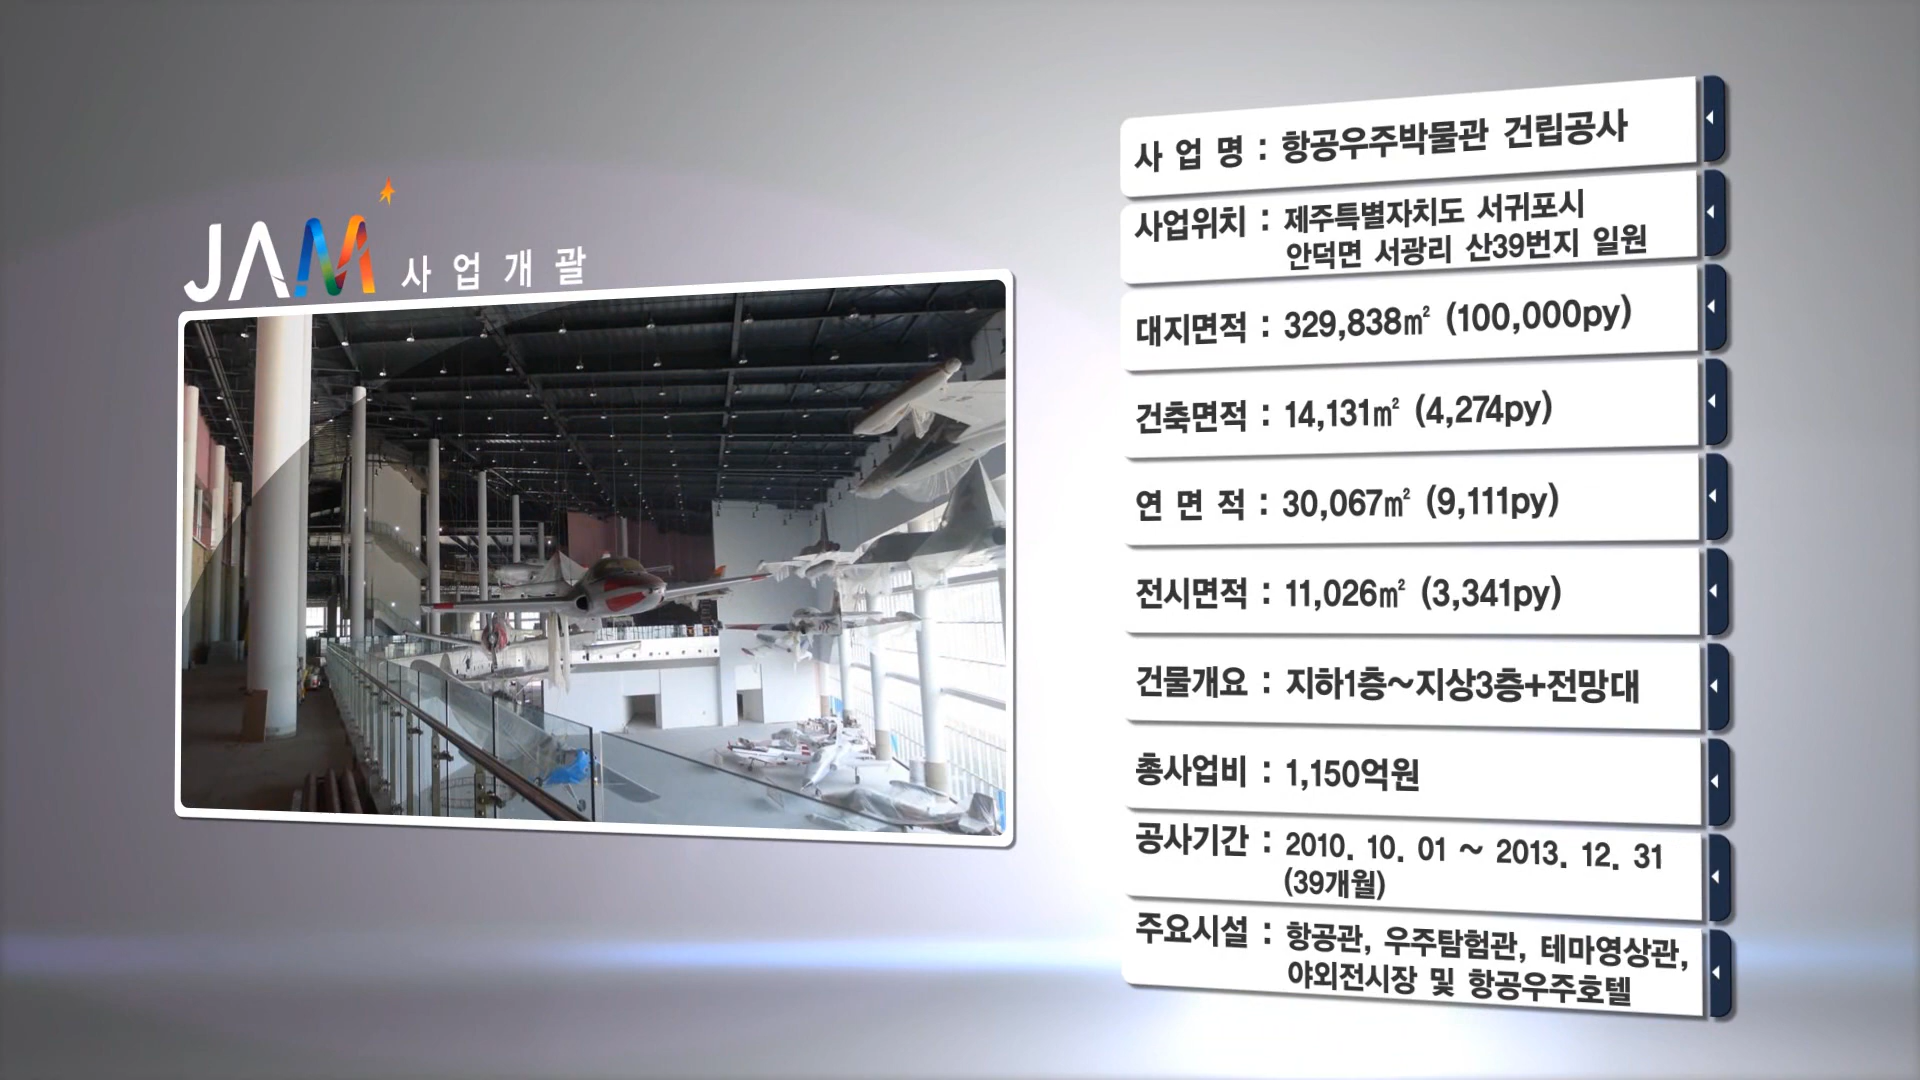 JAM 사업개괄
사 업 명 : 항공우주박물관 건립공사
사업위치 : 제주특별자치도 서귀포시
안덕면 서광리 산39번지 일원
대지면적 : 329,838㎡ (100,000py)
건축면적 : 14,131㎡ (4,274py)
연 면 적 : 30,067㎡ (9,111py)
전시면적 : 11,026㎡ (3,341py)
건물개요 : 지하1층~지상3층+전망대
총사업비 : 1,150억원
공사기간 : 2010. 10. 01 ~ 2013. 12. 31
(39개월)
주요시설 : 항공관, 우주탐험관, 테마영상관,
야외전시장 및 항공우주호텔